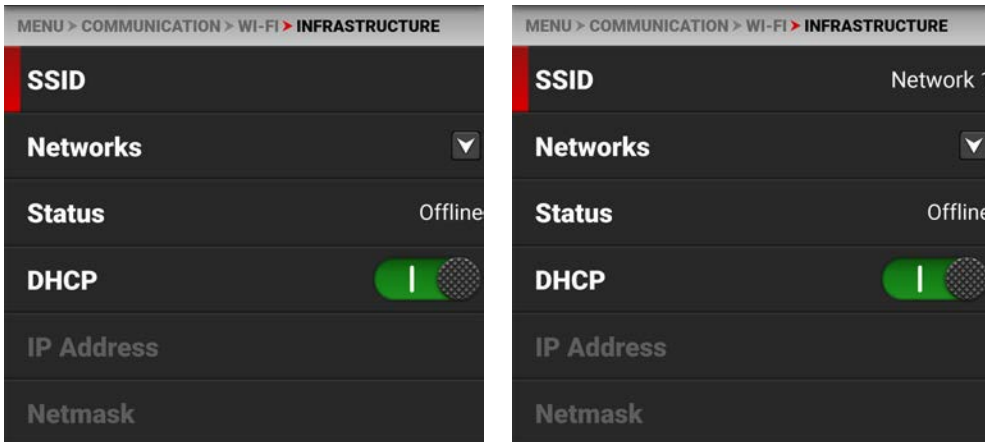 MENU > COMMUNICATION > WI-FI > INFRASTRUCTURE
SSID
Networks
Status Offline
DHCP
IP Address
Netmask
MENU > COMMUNICATION > WI-FI > INFRASTRUCTURE
SSID Network 1
Networks
Status Offline
DHCP
IP Address
Netmask